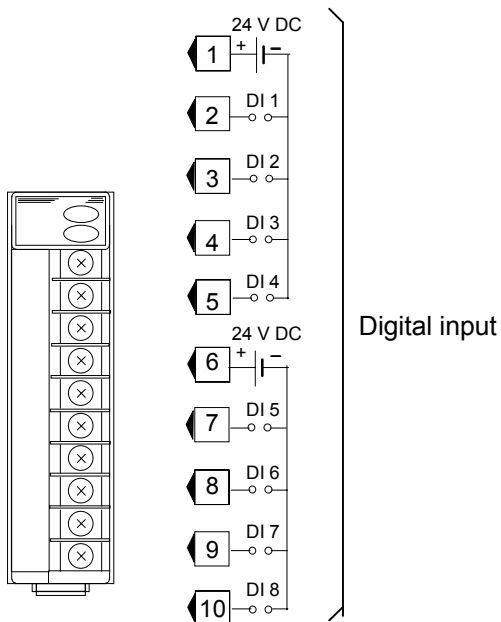 24 V DC
1 + −
2 DI 1
3 DI 2
4 DI 3
5 DI 4
24 V DC
6 + −
7 DI 5
8 DI 6
9 DI 7
10 DI 8
Digital input